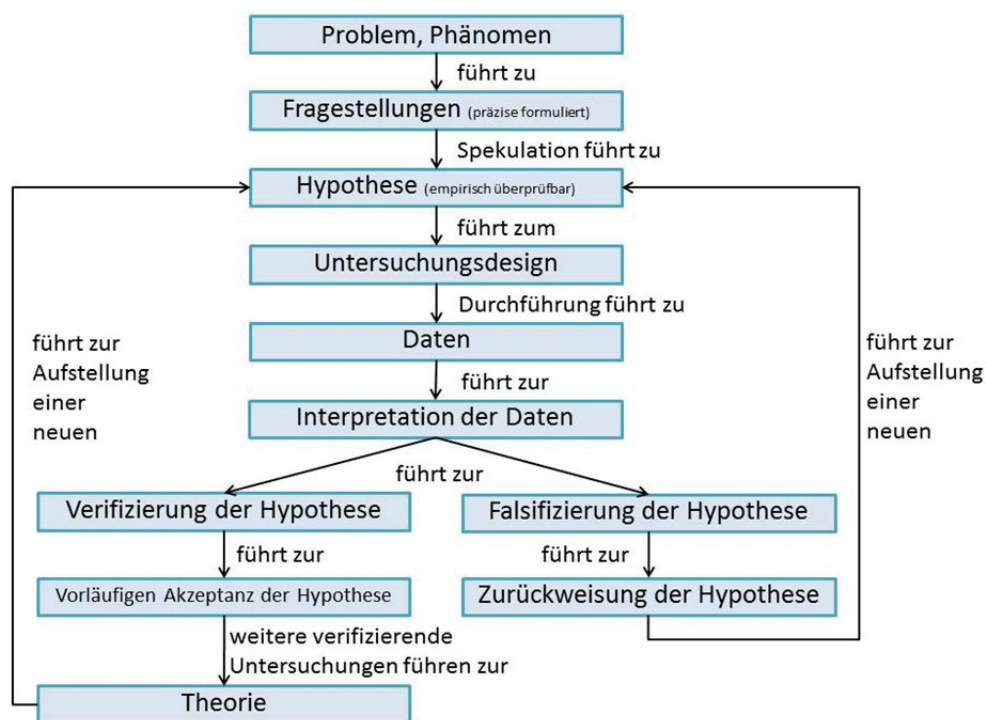 Problem, Phänomen
führt zu
Fragestellungen (präzise formuliert)
Spekulation führt zu
Hypothese (empirisch überprüfbar)
führt zum
Untersuchungsdesign
Durchführung führt zu
Daten
führt zur
Interpretation der Daten
führt zur
Verifizierung der Hypothese
führt zur
Vorläufigen Akzeptanz der Hypothese
weitere verifizierende
Untersuchungen führen zur
Theorie
führt zur
Aufstellung
einer
neuen
Falsifizierung der Hypothese
führt zur
Zurückweisung der Hypothese
führt zur
Aufstellung
einer
neuen